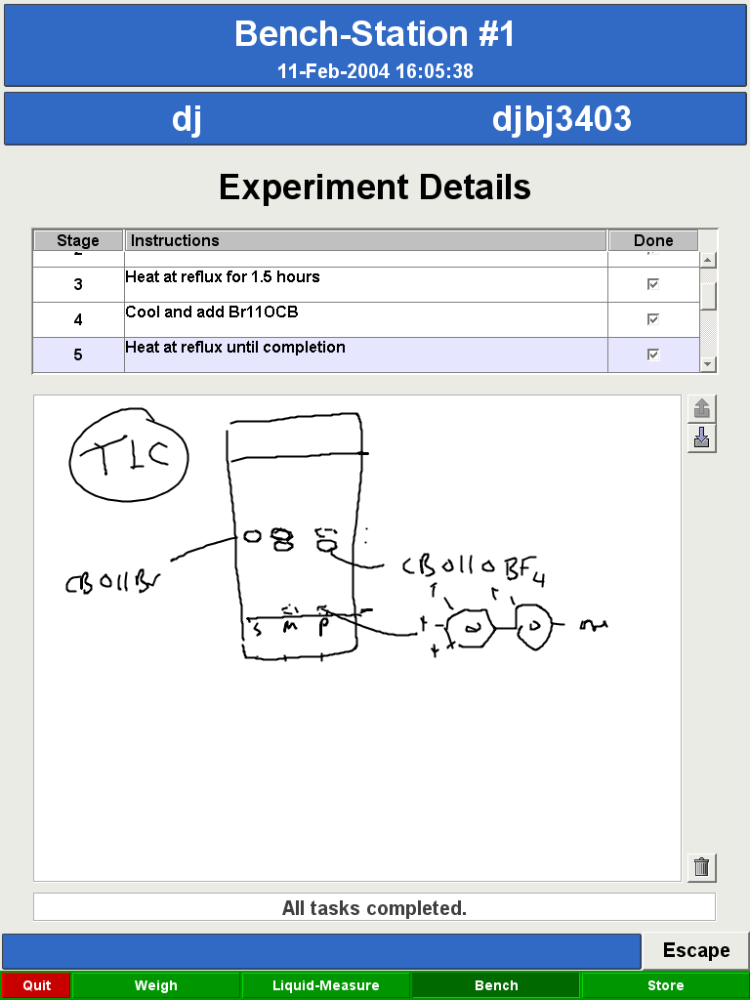 Bench-Station #1
11-Feb-2004 16:05:38
dj djbj3403
Experiment Details
Stage Instructions Done
3 Heat at reflux for 1.5 hours
4 Cool and add Br11OCB
5 Heat at reflux until completion
TLC
CBO11Br
CBO11OBF4
S M P
All tasks completed.
Escape
Quit Weigh Liquid-Measure Bench Store